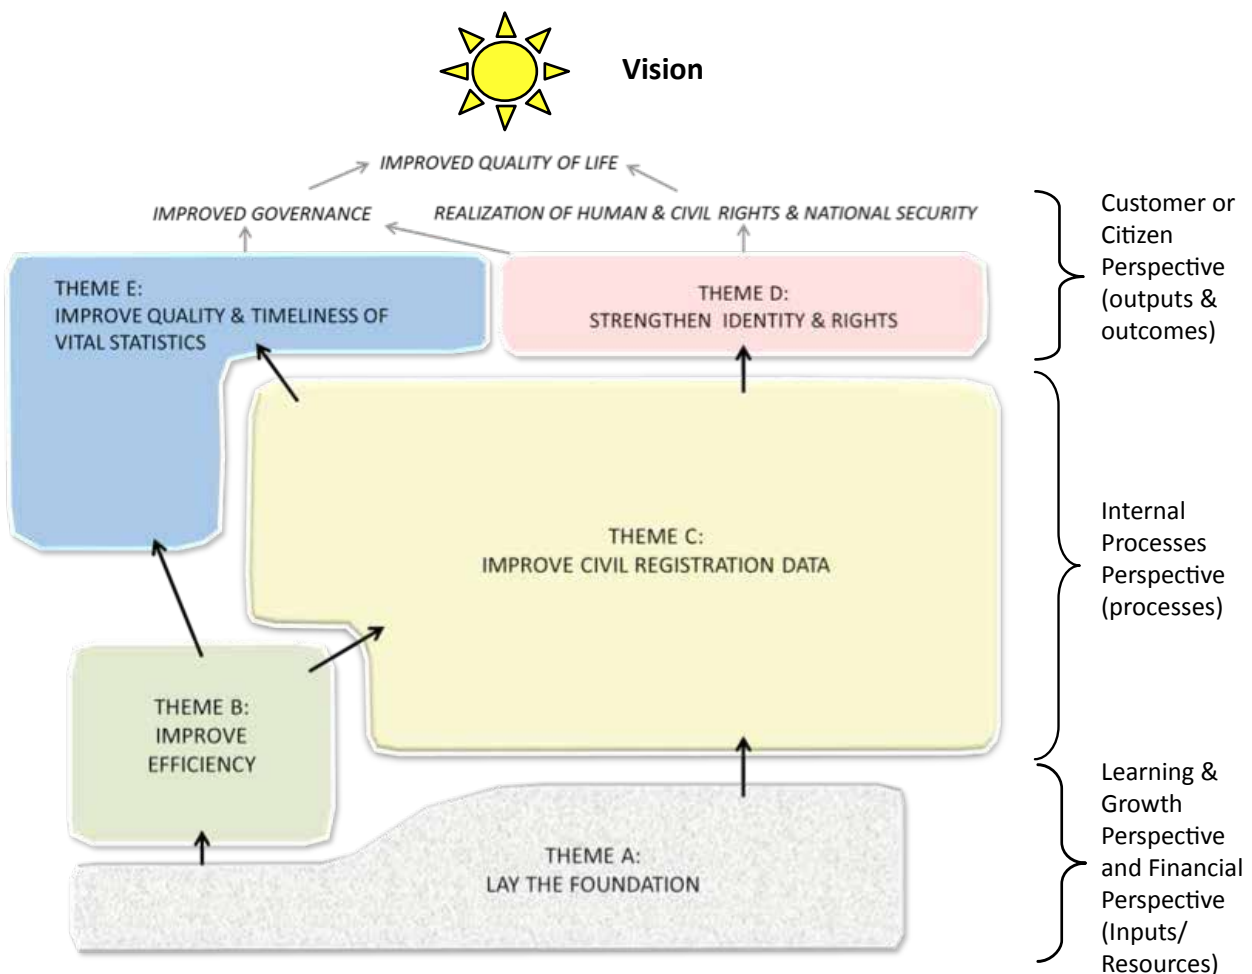 Vision
IMPROVED QUALITY OF LIFE
IMPROVED GOVERNANCE
REALIZATION OF HUMAN & CIVIL RIGHTS & NATIONAL SECURITY
Customer or
Citizen
Perspective
(outputs &
outcomes)
THEME E:
IMPROVE QUALITY & TIMELINESS OF
VITAL STATISTICS
THEME D:
STRENGTHEN IDENTITY & RIGHTS
THEME C:
IMPROVE CIVIL REGISTRATION DATA
Internal
Processes
Perspective
(processes)
THEME B:
IMPROVE
EFFICIENCY
THEME A:
LAY THE FOUNDATION
Learning &
Growth
Perspective
and Financial
Perspective
(Inputs/
Resources)